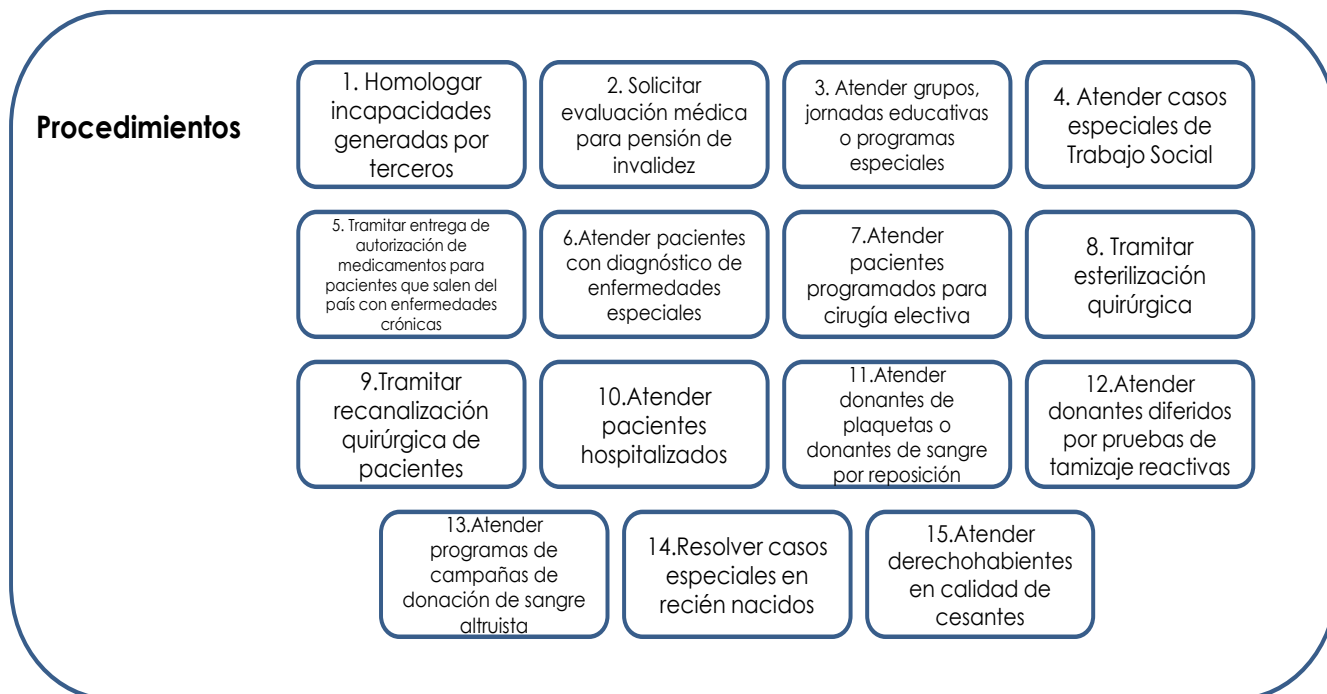 Procedimientos
1. Homologar
incapacidades
generadas por
terceros
2. Solicitar
evaluación médica
para pensión de
invalidez
3. Atender grupos,
jornadas educativas
o programas
especiales
4. Atender casos
especiales de
Trabajo Social
5. Tramitar entrega de
autorización de
medicamentos para
pacientes que salen del
país con enfermedades
crónicas
6.Atender pacientes
con diagnóstico de
enfermedades
especiales
7.Atender
pacientes
programados para
cirugía electiva
8. Tramitar
esterilización
quirúrgica
9.Tramitar
recanalización
quirúrgica de
pacientes
10.Atender
pacientes
hospitalizados
11.Atender
donantes de
plaquetas o
donantes de sangre
por reposición
12.Atender
donantes diferidos
por pruebas de
tamizaje reactivas
13.Atender
programas de
campañas de
donación de sangre
altruista
14.Resolver casos
especiales en
recién nacidos
15.Atender
derechohabientes
en calidad de
cesantes